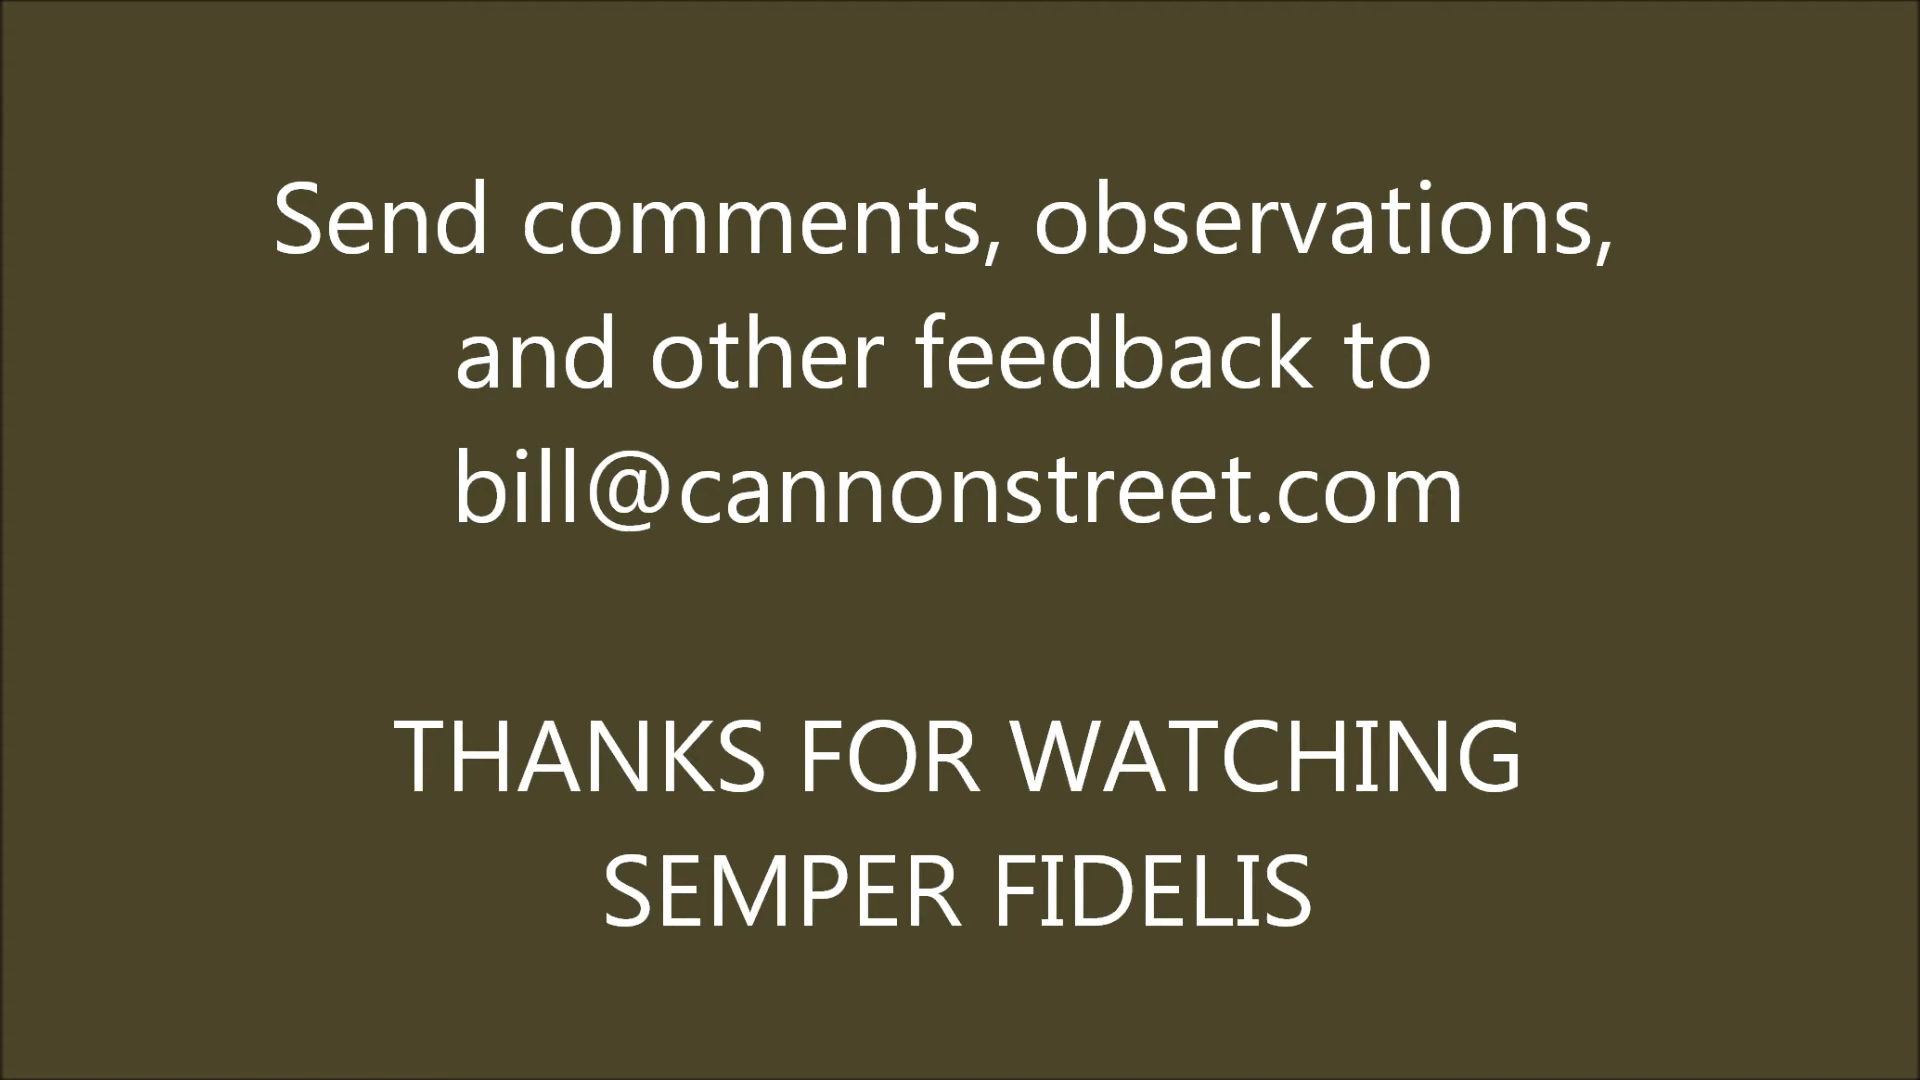 Send comments, observations,
and other feedback to
bill@cannonstreet.com
THANKS FOR WATCHING
SEMPER FIDELIS